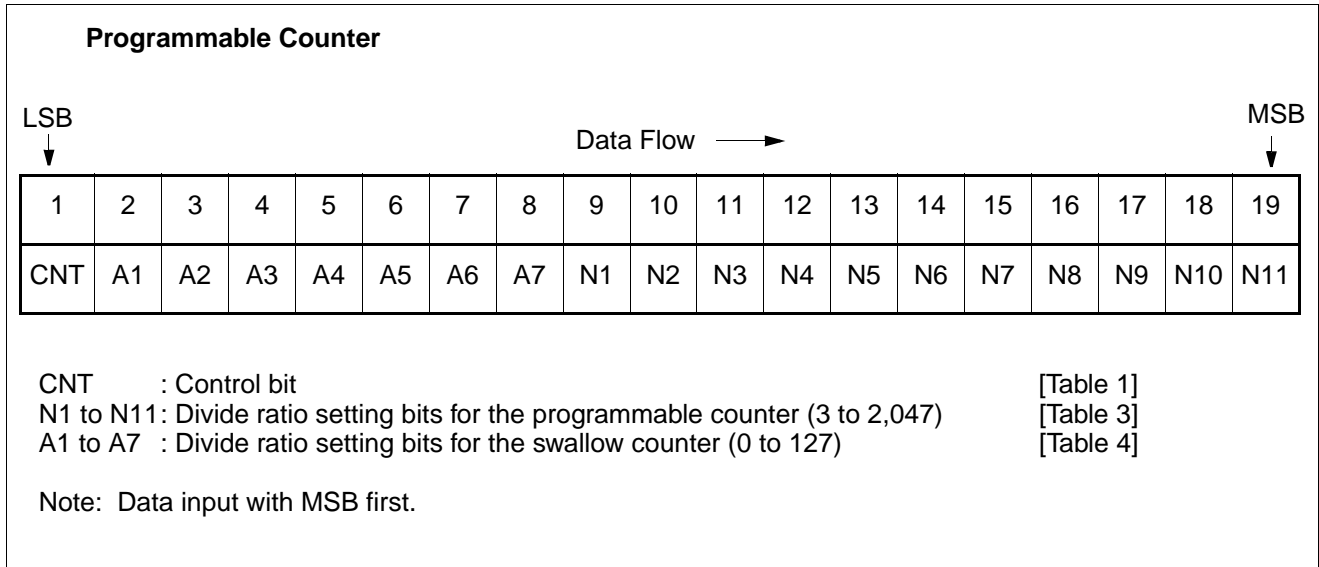 Programmable Counter
LSB MSB
Data Flow
1 2 3 4 5 6 7 8 9 10 11 12 13 14 15 16 17 18 19
CNT A1 A2 A3 A4 A5 A6 A7 N1 N2 N3 N4 N5 N6 N7 N8 N9 N10 N11
CNT : Control bit [Table 1]
N1 to N11 : Divide ratio setting bits for the programmable counter (3 to 2,047) [Table 3]
A1 to A7 : Divide ratio setting bits for the swallow counter (0 to 127) [Table 4]
Note: Data input with MSB first.